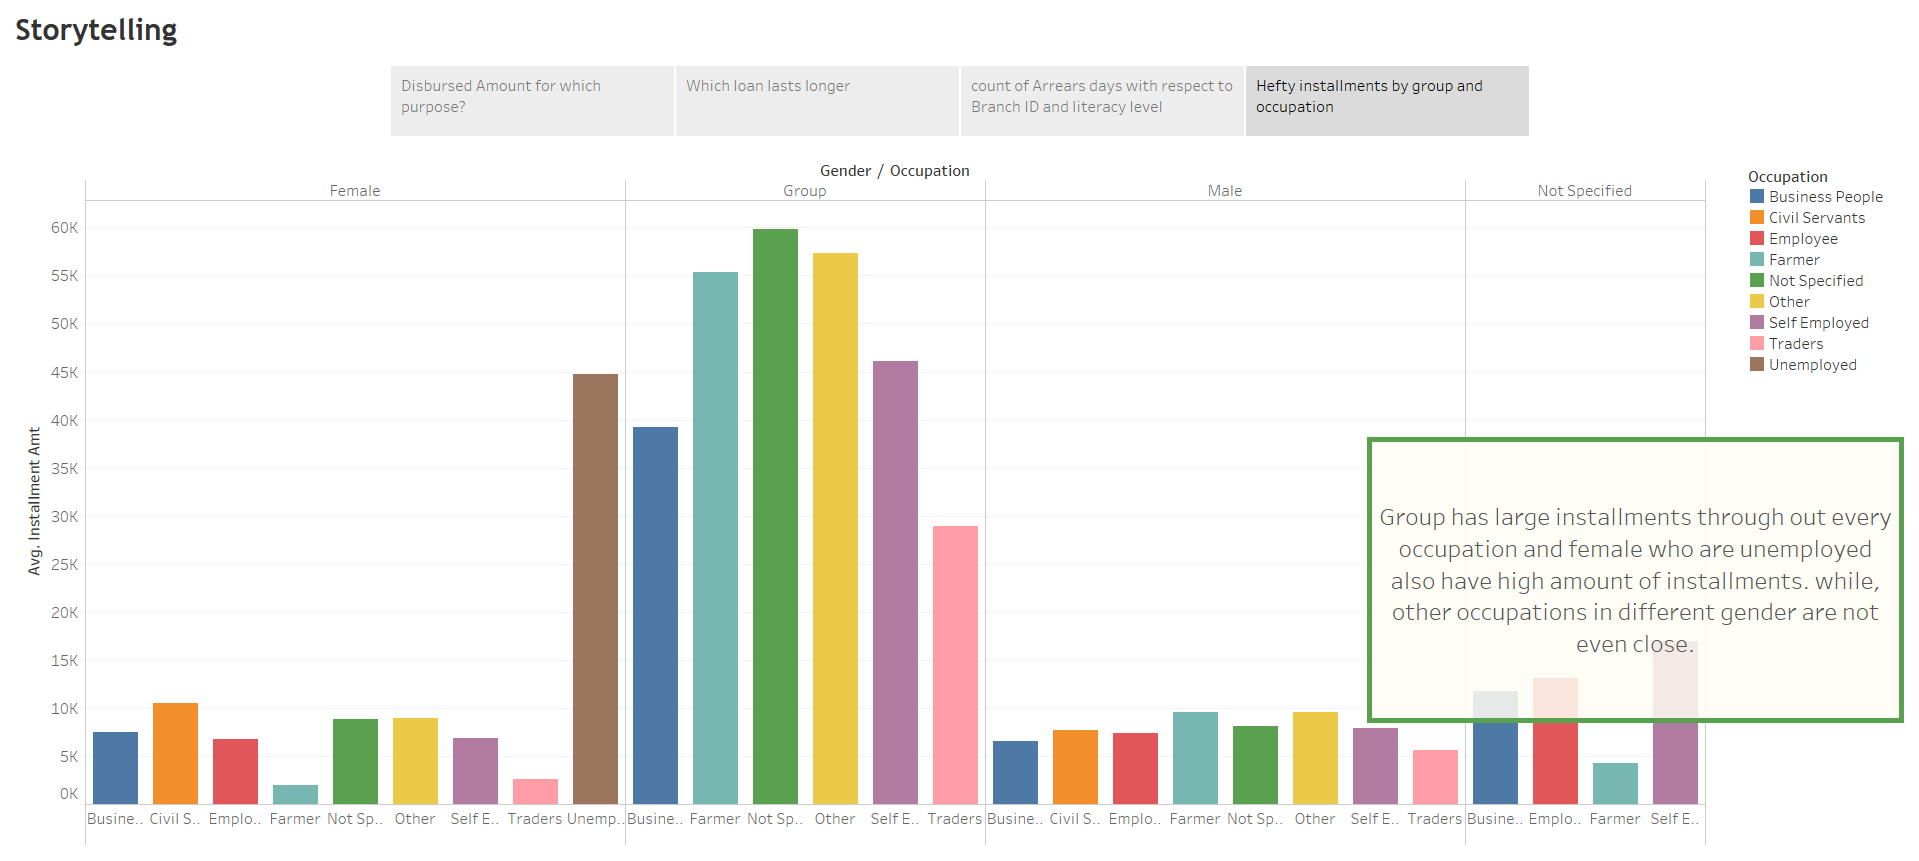 Storytelling
Disbursed Amount for which
purpose?
Which loan lasts longer
count of Arrears days with respect to
Branch ID and literacy level
Hefty installments by group and
occupation
Gender / Occupation
Female
Group
Male
Not Specified
Avg. Installment Amt
60K
55K
50K
45K
40K
35K
30K
25K
20K
15K
10K
5K
0K
Busine..
Civil S..
Emplo..
Farmer
Not Sp..
Other
Self E..
Traders
Unemp..
Busine..
Farmer
Not Sp..
Other
Self E..
Traders
Busine..
Civil S..
Emplo..
Farmer
Not Sp..
Other
Self E..
Traders
Busine..
Emplo..
Farmer
Self E..
Occupation
Business People
Civil Servants
Employee
Farmer
Not Specified
Other
Self Employed
Traders
Unemployed
Group has large installments through out every
occupation and female who are unemployed
also have high amount of installments. while,
other occupations in different gender are not
even close.